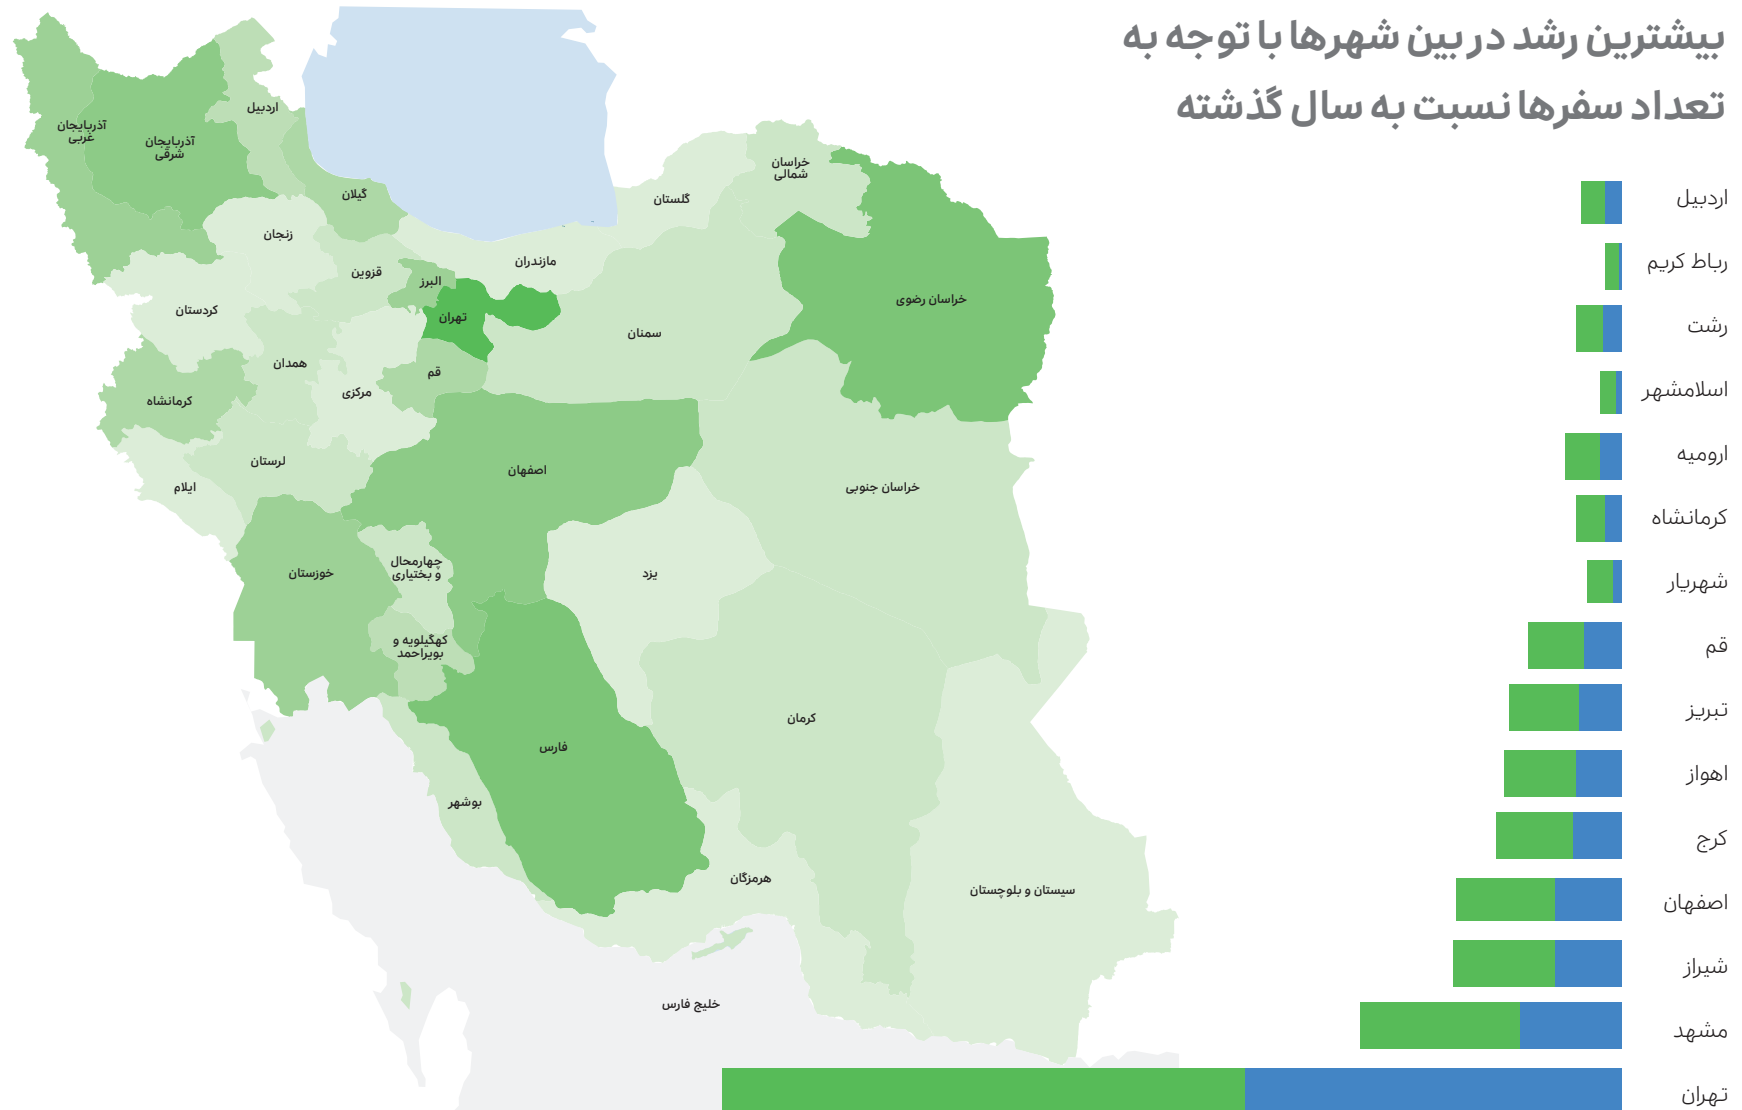 بیشترین رشد در بین شهرها با توجه به
تعداد سفرها نسبت به سال گذشته
اردبیل
رباط کریم
رشت
اسلامشهر
ارومیه
کرمانشاه
شهریار
قم
تبریز
اهواز
کرج
اصفهان
شیراز
مشهد
تهران
اردبیل
آذربایجان
غربی
آذربایجان
شرقی
خراسان
شمالی
گیلان
گلستان
زنجان
مازندران
قزوین
البرز
خراسان رضوی
کردستان
تهران
سمنان
همدان
قم
مرکزی
کرمانشاه
لرستان
اصفهان
ایلام
خراسان جنوبی
چهارمحال
و بختیاری
خوزستان
یزد
کهگیلویه و
بویراحمد
کرمان
فارس
بوشهر
هرمزگان
سیستان و بلوچستان
خلیج فارس